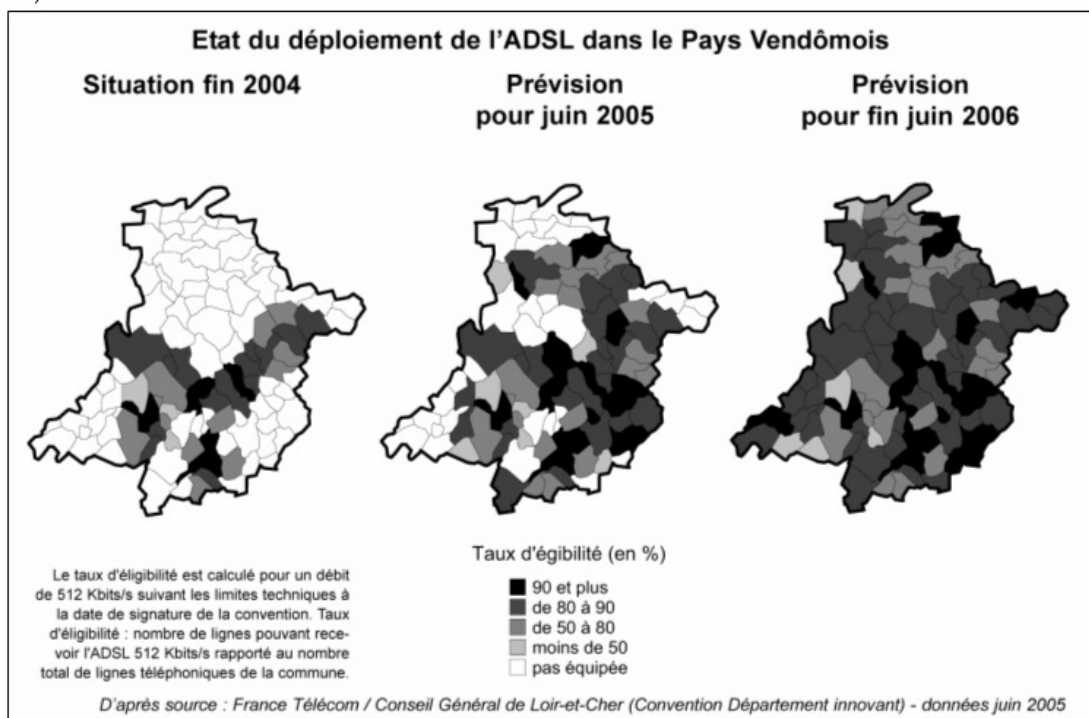 Etat du déploiement de l'ADSL dans le Pays Vendômois
Situation fin 2004
Prévision
pour juin 2005
Prévision
pour fin juin 2006
Le taux d'éligibilité est calculé pour un débit
de 512 Kbits/s suivant les limites techniques à
la date de signature de la convention. Taux
d'éligibilité : nombre de lignes pouvant rece-
voir l'ADSL 512 Kbits/s rapporté au nombre
total de lignes téléphoniques de la commune.
Taux d'égibilité (en %)
90 et plus
de 80 à 90
de 50 à 80
moins de 50
pas équipée
D'après source : France Télécom / Conseil Général de Loir-et-Cher (Convention Département innovant) - données juin 2005